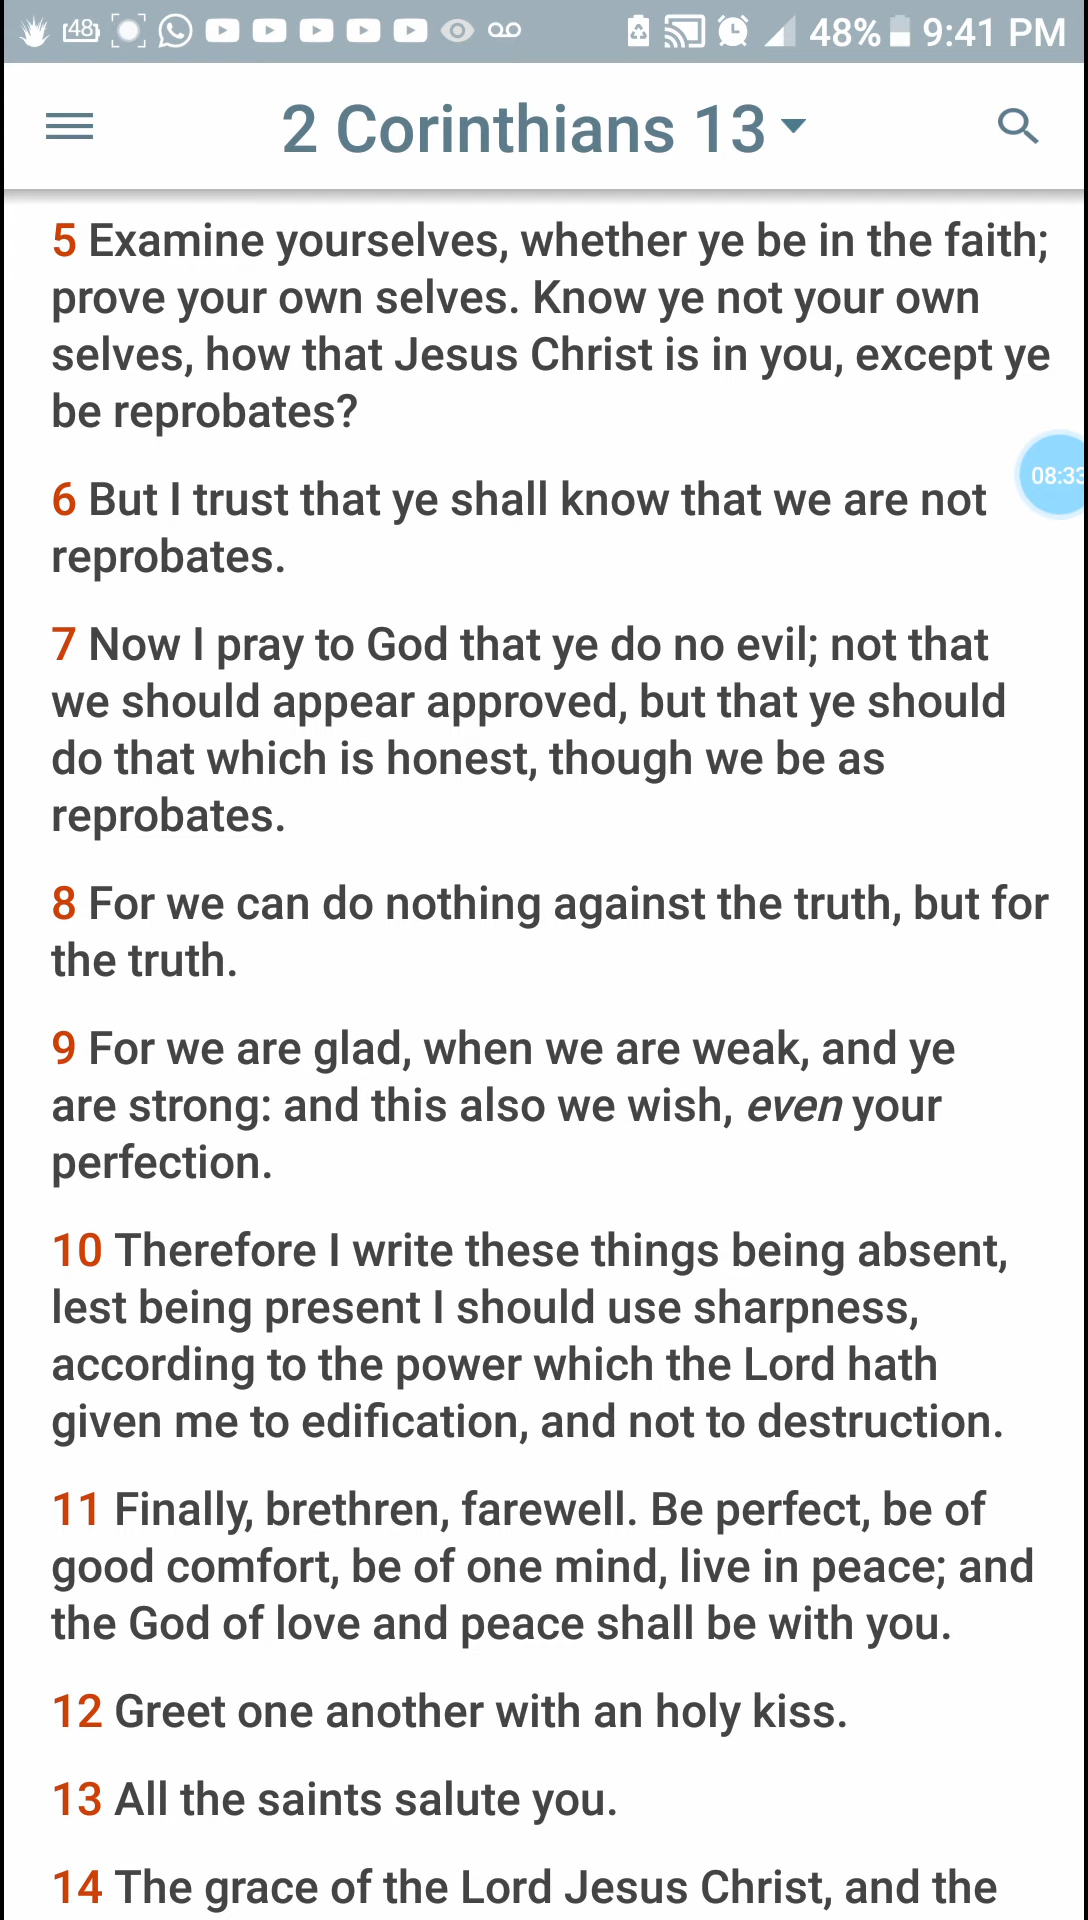 48
48% 9:41 PM
2 Corinthians 13
5 Examine yourselves, whether ye be in the faith;
prove your own selves. Know ye not your own
selves, how that Jesus Christ is in you, except ye
be reprobates?
08:33
6 But I trust that ye shall know that we are not
reprobates.
7 Now I pray to God that ye do no evil; not that
we should appear approved, but that ye should
do that which is honest, though we be as
reprobates.
8 For we can do nothing against the truth, but for
the truth.
9 For we are glad, when we are weak, and ye
are strong: and this also we wish, even your
perfection.
10 Therefore I write these things being absent,
lest being present I should use sharpness,
according to the power which the Lord hath
given me to edification, and not to destruction.
11 Finally, brethren, farewell. Be perfect, be of
good comfort, be of one mind, live in peace; and
the God of love and peace shall be with you.
12 Greet one another with an holy kiss.
13 All the saints salute you.
14 The grace of the Lord Jesus Christ, and the